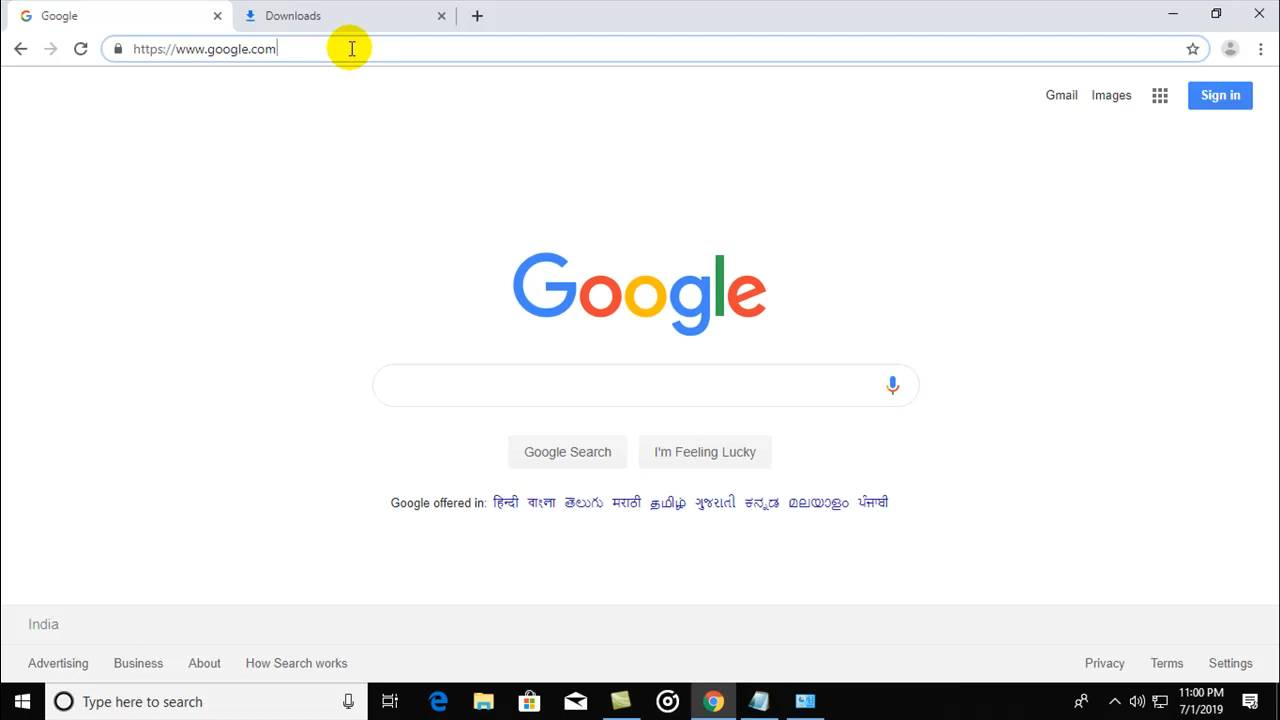 Google
Downloads
https://www.google.com
Gmail Images
Sign in
Google
Google Search
I'm Feeling Lucky
Google offered in: हिन्दी বাংলা తెలుగు मराठी தமிழ் ગુજરાતી ಕನ್ನಡ മലയാളം ਪੰਜਾਬੀ
India
Advertising Business About How Search works Privacy Terms Settings
Type here to search
11:00 PM
7/1/2019